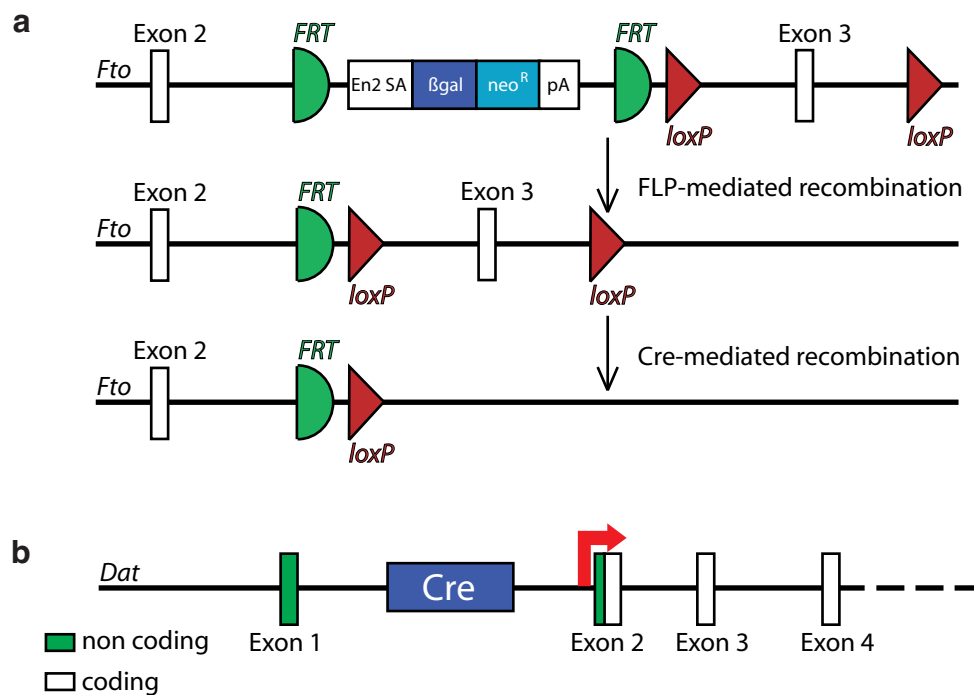 a
Exon 2
FRT
FRT
Exon 3
Fto
En2 SA
ßgal
neoᴿ
pA
loxP
loxP
FLP-mediated recombination
Exon 2
FRT
Exon 3
Fto
loxP
loxP
Cre-mediated recombination
Exon 2
FRT
Fto
loxP
b
Dat
Cre
Exon 1
Exon 2
Exon 3
Exon 4
non coding
coding